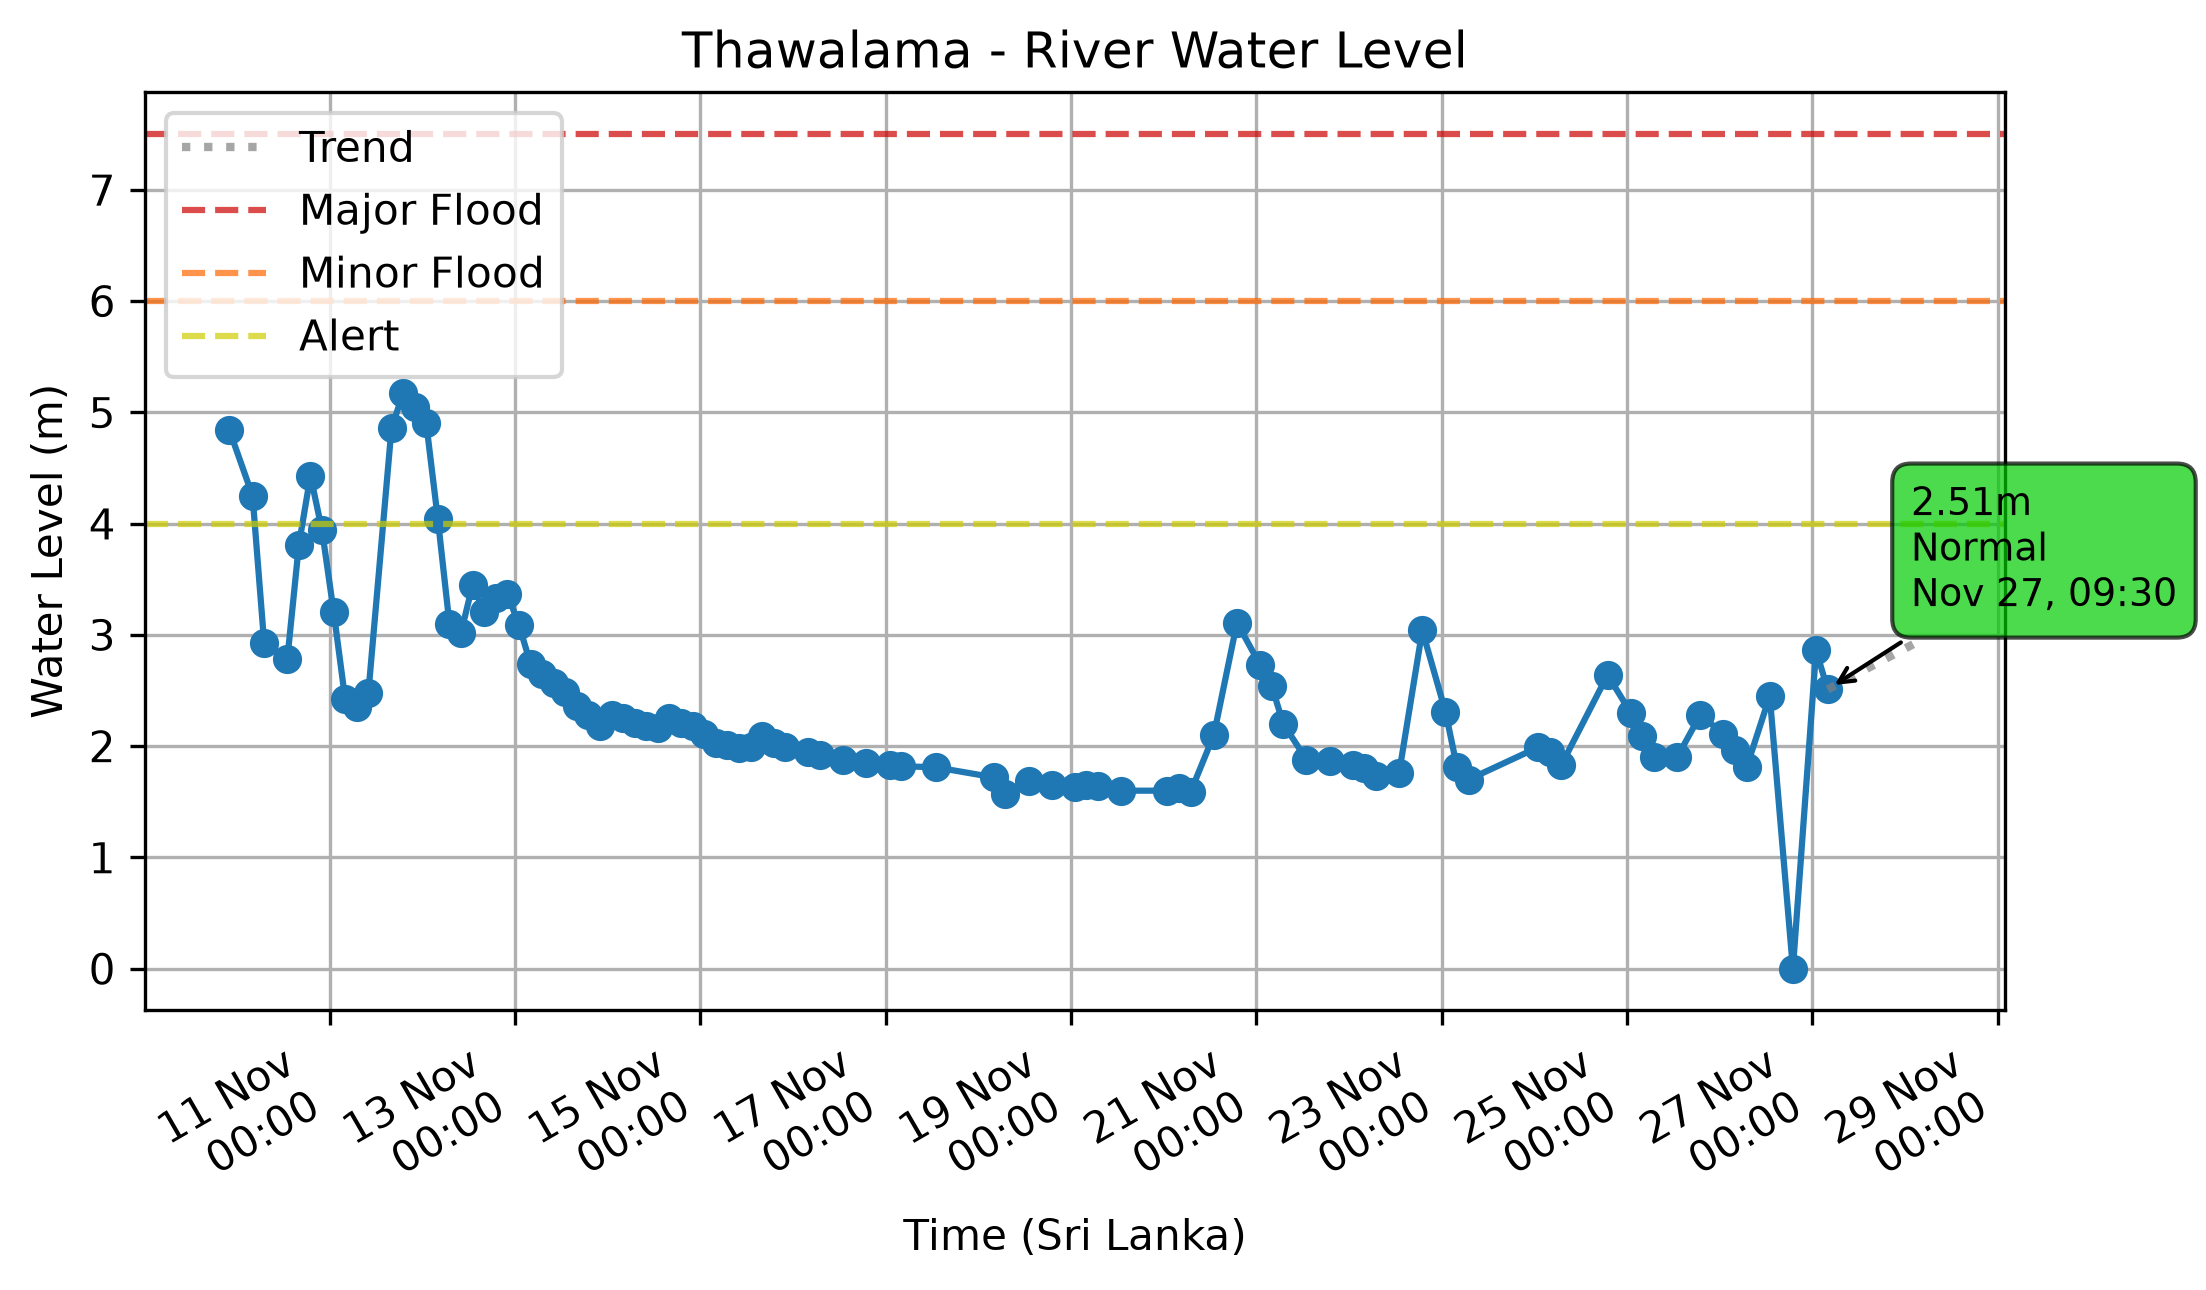 Thawalama - River Water Level
Trend
Major Flood
Minor Flood
Alert
7
6
5
4
3
2
1
0
Water Level (m)
2.51m
Normal
Nov 27, 09:30
11 Nov
00:00
13 Nov
00:00
15 Nov
00:00
17 Nov
00:00
19 Nov
00:00
21 Nov
00:00
23 Nov
00:00
25 Nov
00:00
27 Nov
00:00
29 Nov
00:00
Time (Sri Lanka)